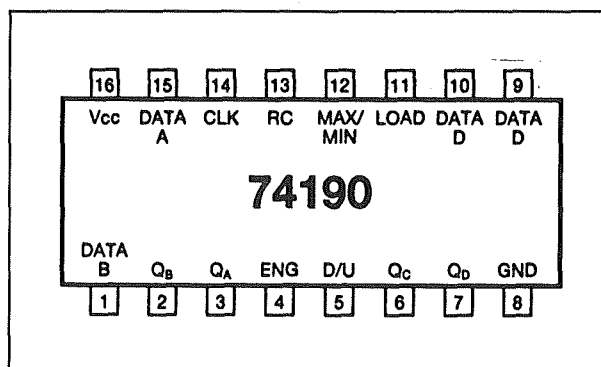 16 15 14 13 12 11 10 9
Vcc DATA A CLK RC MAX/MIN LOAD DATA D DATA D
74190
DATA B QB QA ENG D/U QC QD GND
1 2 3 4 5 6 7 8